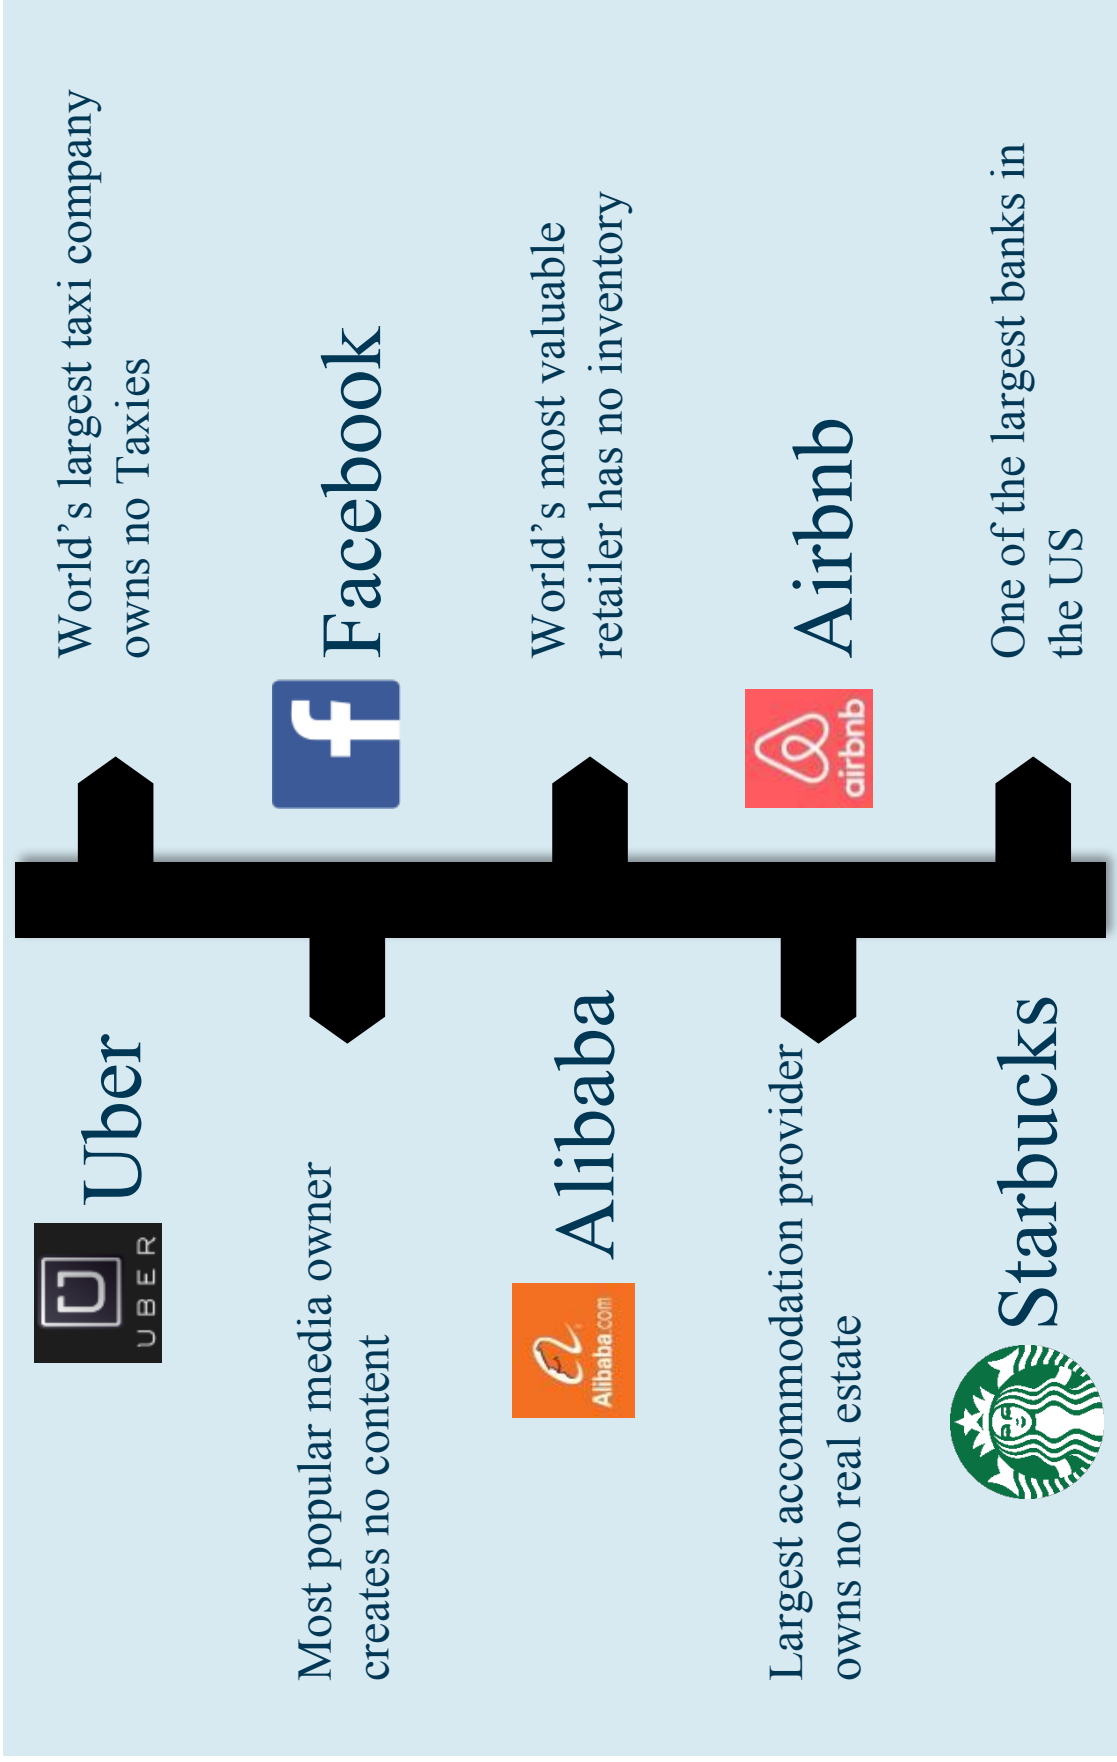 UBER
Uber
World's largest taxi company
owns no Taxies
Most popular media owner
creates no content
f
Facebook
Alibaba.com
Alibaba
World's most valuable
retailer has no inventory
Largest accommodation provider
owns no real estate
airbnb
Airbnb
Starbucks
One of the largest banks in
the US